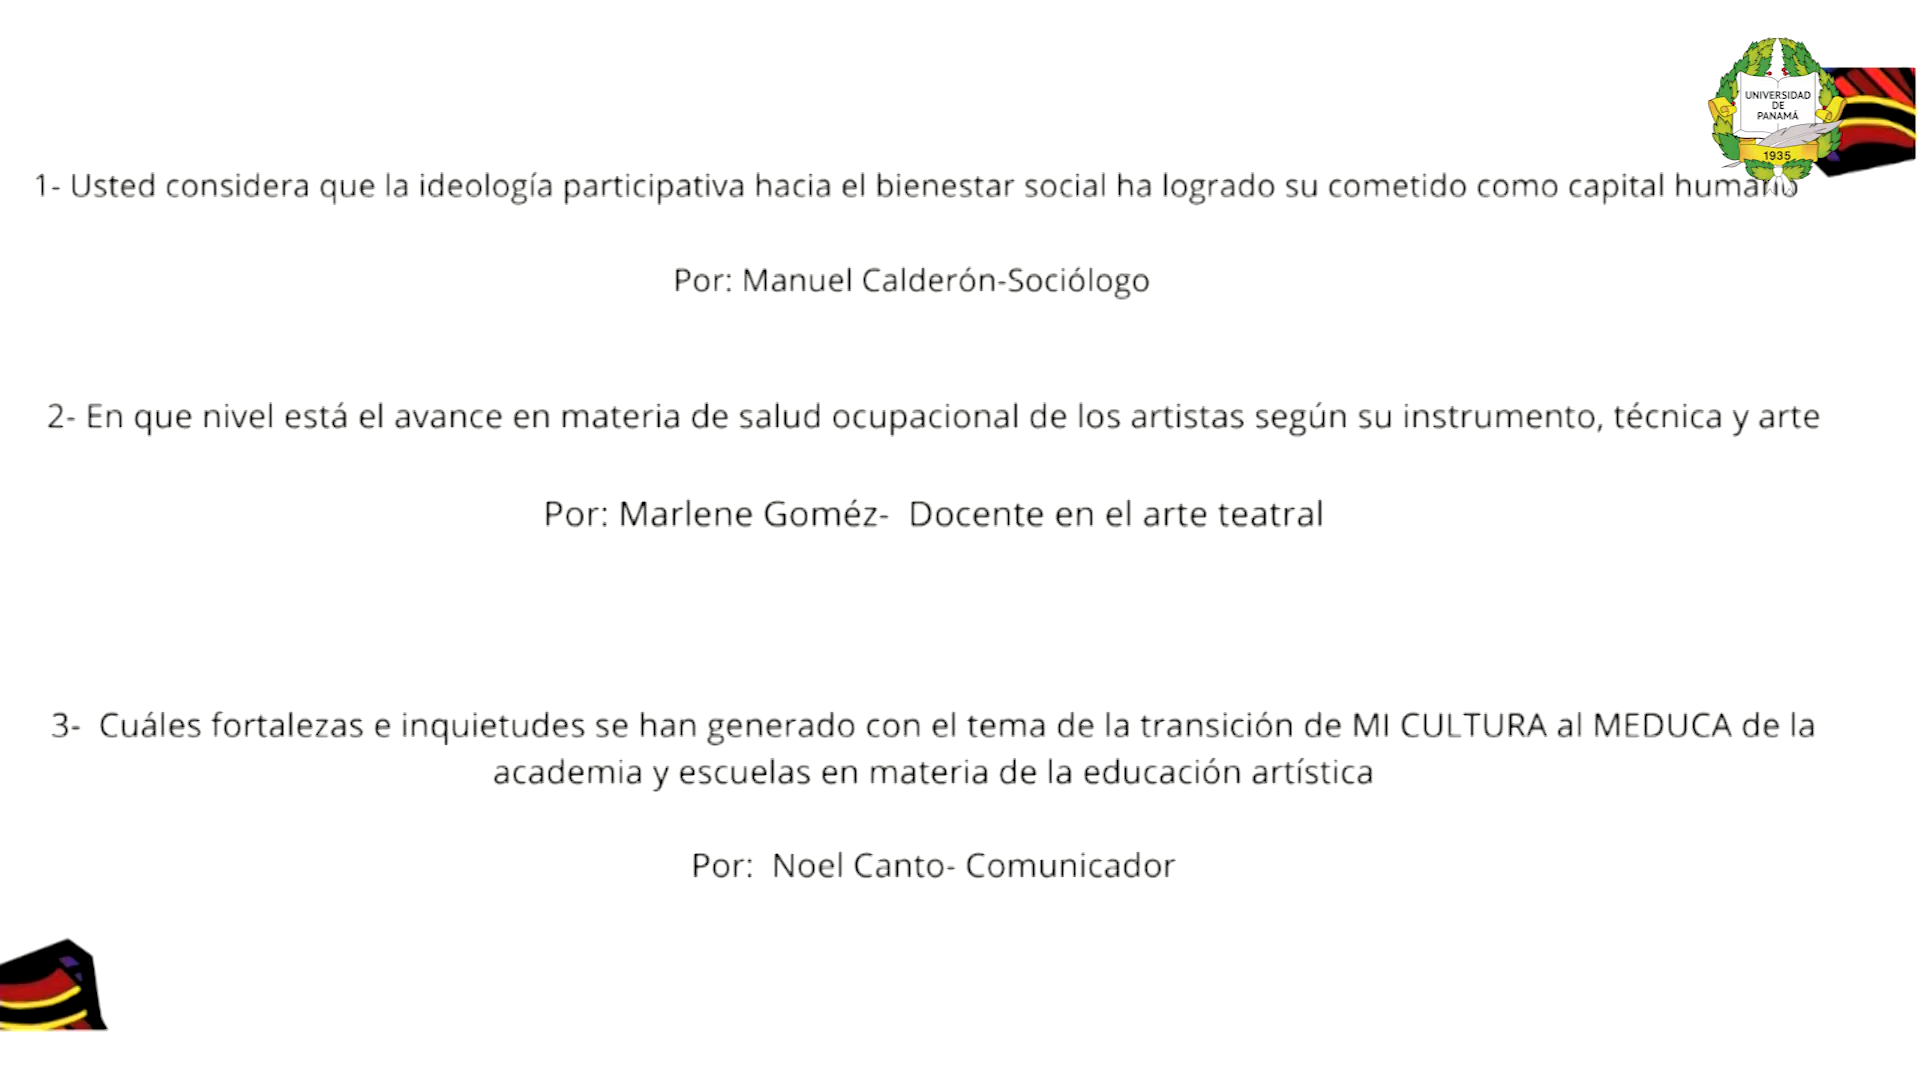 UNIVERSIDAD
DE
PANAMÁ
1935
1- Usted considera que la ideología participativa hacia el bienestar social ha logrado su cometido como capital humano
Por: Manuel Calderón-Sociólogo
2- En que nivel está el avance en materia de salud ocupacional de los artistas según su instrumento, técnica y arte
Por: Marlene Goméz-  Docente en el arte teatral
3-  Cuáles fortalezas e inquietudes se han generado con el tema de la transición de MI CULTURA al MEDUCA de la
academia y escuelas en materia de la educación artística
Por:  Noel Canto- Comunicador